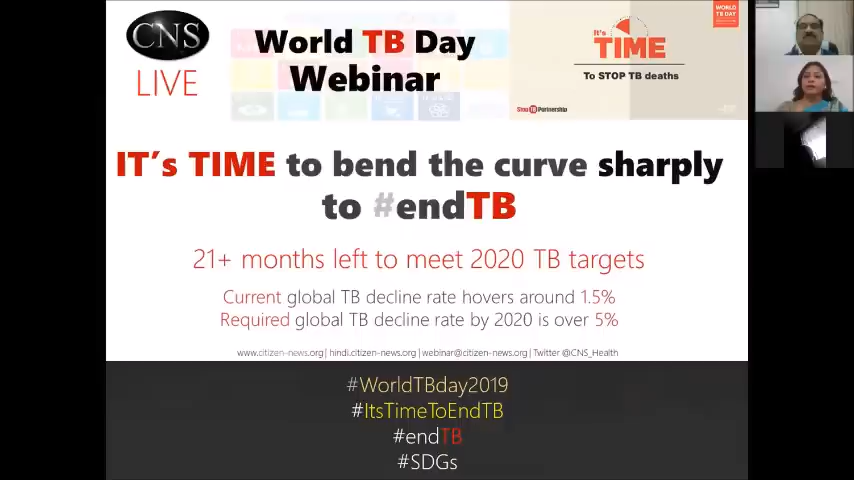 CNS
LIVE
World TB Day
Webinar
It's
TIME
To STOP TB deaths
Stop TB Partnership
WORLD
TB DAY
IT's TIME to bend the curve sharply
to #endTB
21+ months left to meet 2020 TB targets
Current global TB decline rate hovers around 1.5%
Required global TB decline rate by 2020 is over 5%
www.citizen-news.org | hindi.citizen-news.org | webinar@citizen-news.org | Twitter @CNS_Health
#WorldTBday2019
#ItsTimeToEndTB
#endTB
#SDGs